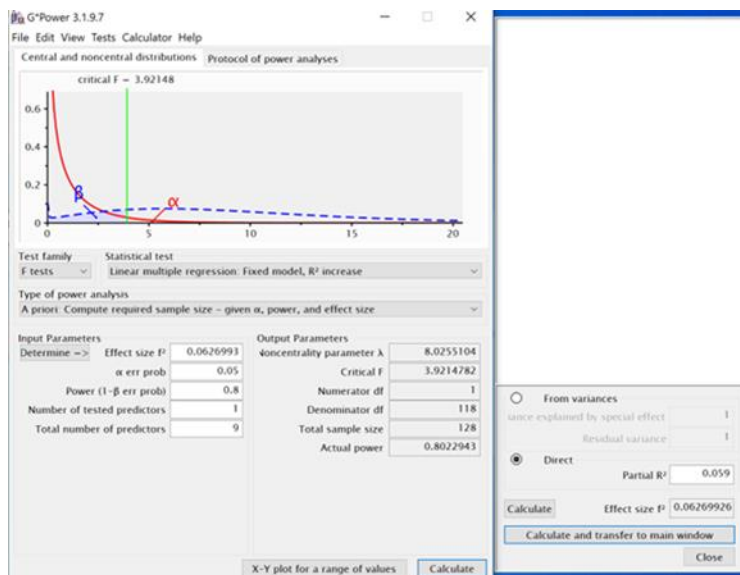 G*Power 3.1.9.7
File Edit View Tests Calculator Help
Central and noncentral distributions Protocol of power analyses
critical F = 3.92148
0.6
0.4
0.2
0
β
α
0 5 10 15 20
Test family Statistical test
F tests Linear multiple regression: Fixed model, R² increase
Type of power analysis
A priori: Compute required sample size – given α, power, and effect size
Input Parameters Output Parameters
Determine => Effect size f² 0.0626993 Noncentrality parameter λ 8.0255104
α err prob 0.05 Critical F 3.9214782
Power (1-β err prob) 0.8 Numerator df 1
Number of tested predictors 1 Denominator df 118
Total number of predictors 9 Total sample size 128
Actual power 0.8022943
X-Y plot for a range of values Calculate
From variances
iance explained by special effect 1
Residual variance 1
Direct
Partial R² 0.059
Calculate Effect size f² 0.06269926
Calculate and transfer to main window
Close